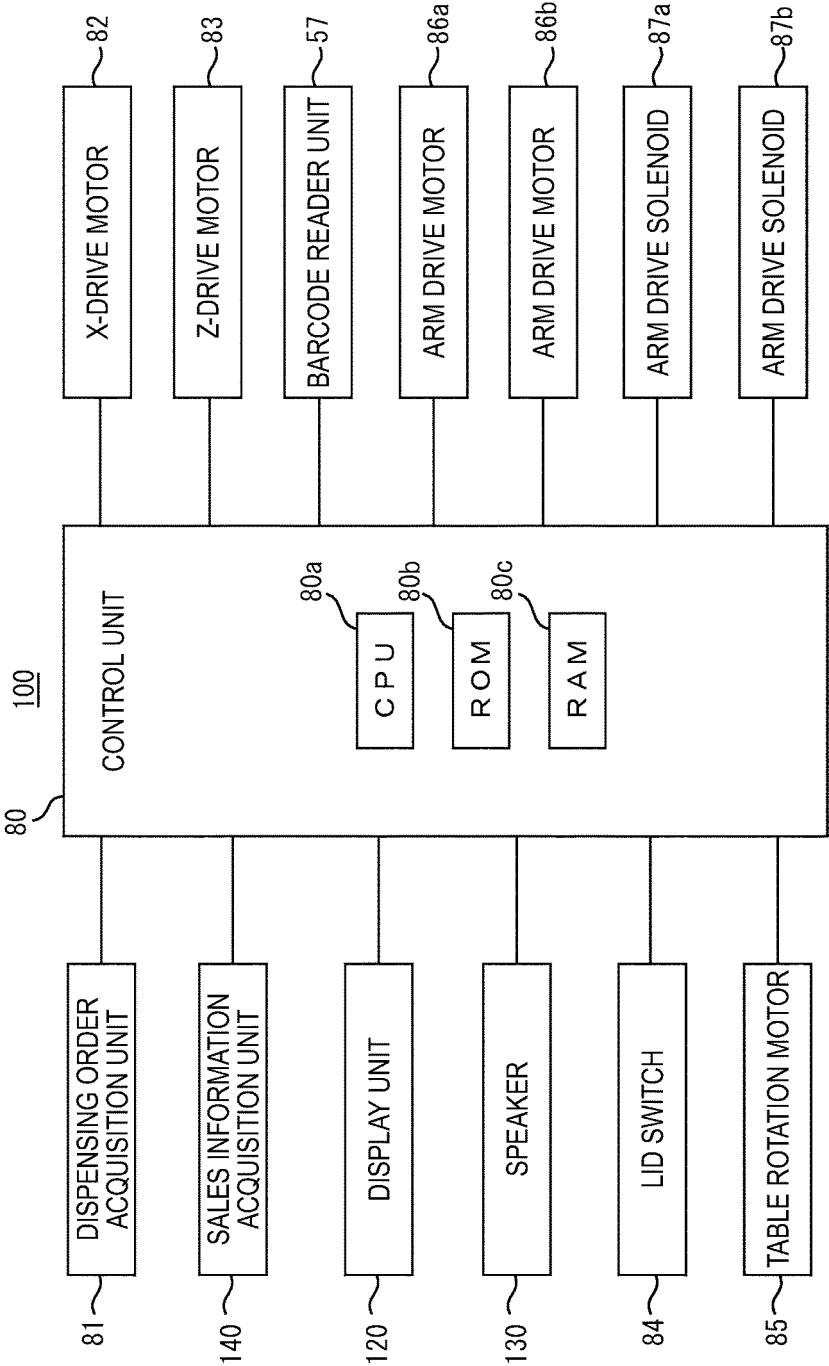 100
80
CONTROL UNIT
80a
CPU
80b
ROM
80c
RAM
81
DISPENSING ORDER
ACQUISITION UNIT
140
SALES INFORMATION
ACQUISITION UNIT
120
DISPLAY UNIT
130
SPEAKER
84
LID SWITCH
85
TABLE ROTATION MOTOR
X-DRIVE MOTOR
82
Z-DRIVE MOTOR
83
BARCODE READER UNIT
57
ARM DRIVE MOTOR
86a
ARM DRIVE MOTOR
86b
ARM DRIVE SOLENOID
87a
ARM DRIVE SOLENOID
87b